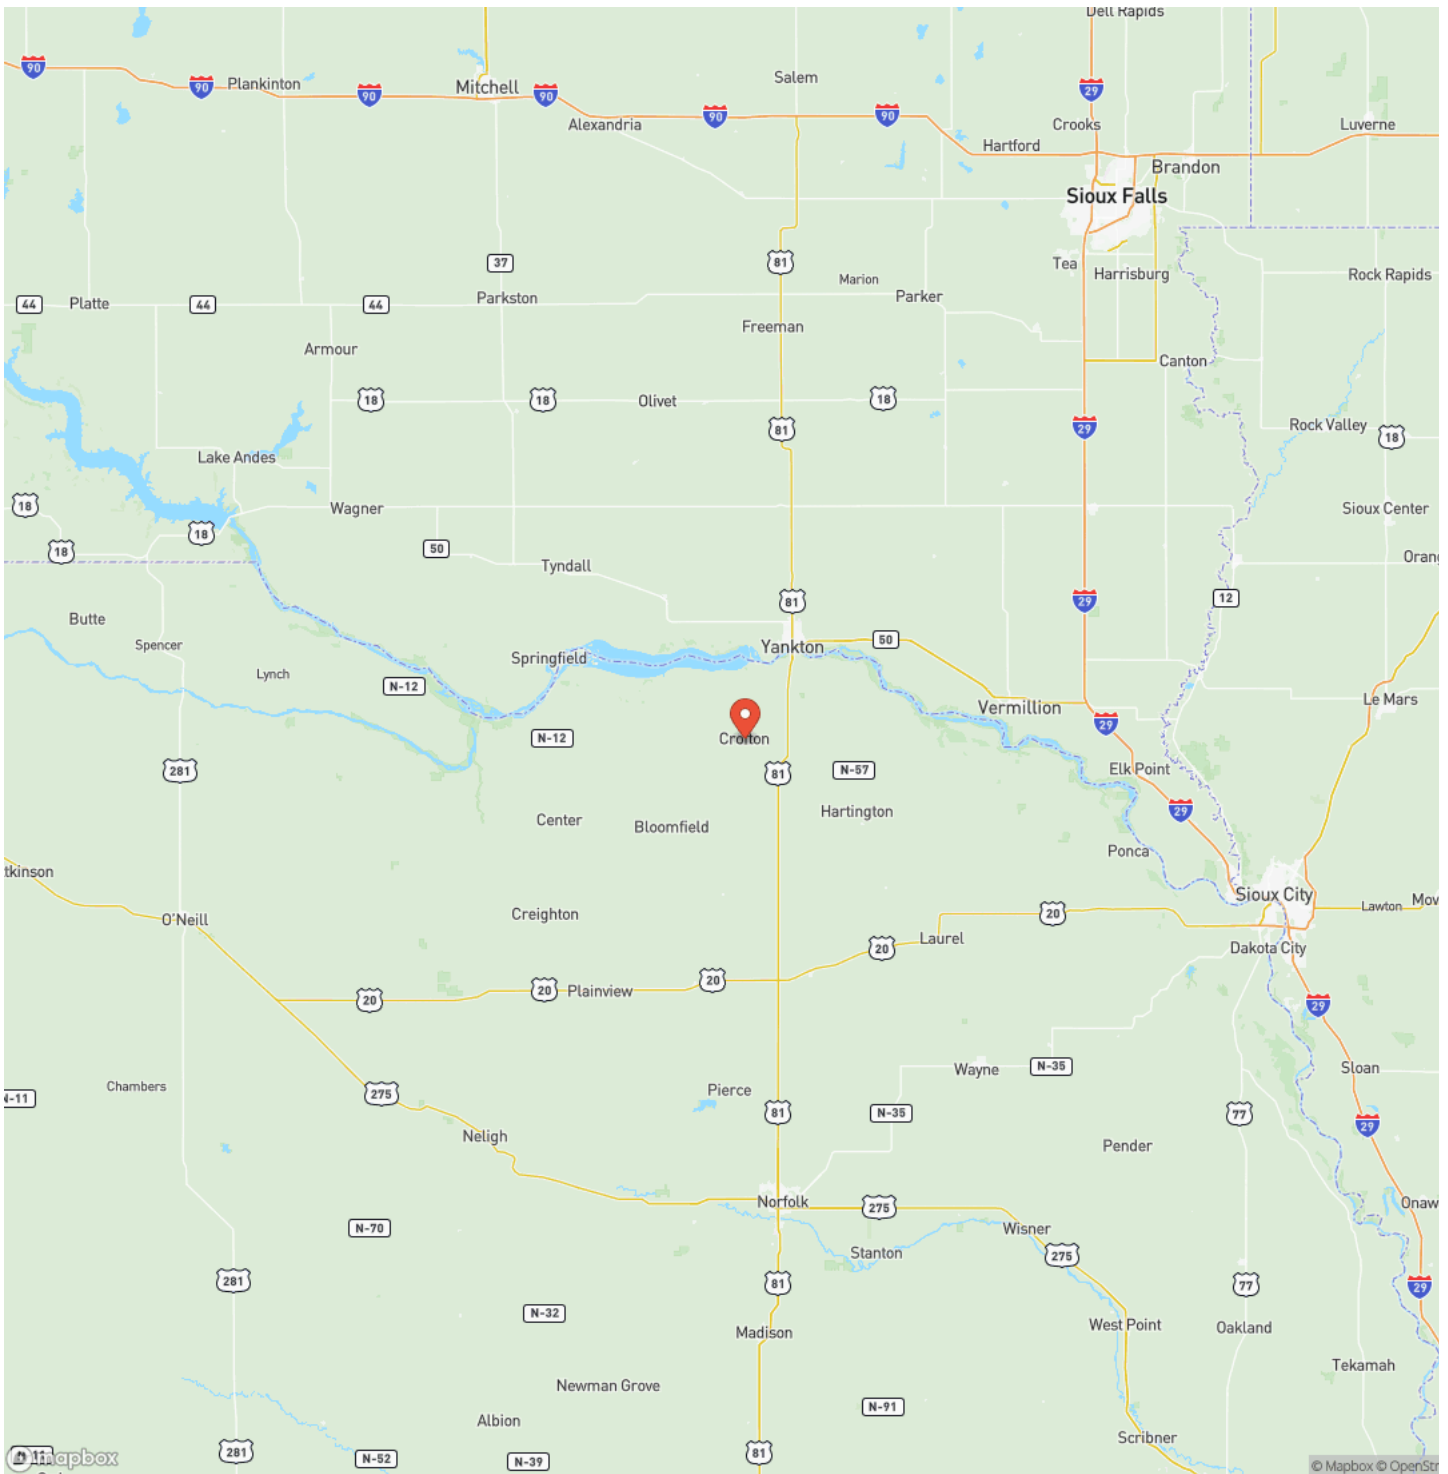 Dell Rapids
90
Plankinton
90
90
Mitchell
90
Salem
90
90
29
Alexandria
Crooks
Luverne
Hartford
Brandon
Sioux Falls
37
81
Tea
Harrisburg
Rock Rapids
Marion
44
Platte
44
44
Parkston
Parker
Freeman
Armour
Canton
18
18
Olivet
18
81
29
Rock Valley
18
Lake Andes
18
Wagner
Sioux Center
18
18
50
Tyndall
Orang
81
29
12
Butte
Spencer
Yankton
50
Springfield
Lynch
N-12
Le Mars
Vermillion
29
N-12
Crofton
281
81
N-57
Elk Point
Center
Bloomfield
Hartington
29
Ponca
tkinson
Sioux City
Lawton
Mov
O'Neill
Creighton
20
Laurel
20
Dakota City
20
20
20
Plainview
29
Wayne
N-35
Sloan
Chambers
N-11
275
Pierce
81
N-35
77
29
Neligh
Pender
Norfolk
275
Onaw
N-70
Wisner
Stanton
275
281
81
77
29
N-32
Madison
West Point
Oakland
Tekamah
Newman Grove
N-91
Albion
Scribner
mapbox
281
N-52
N-39
81
© Mapbox © OpenStr